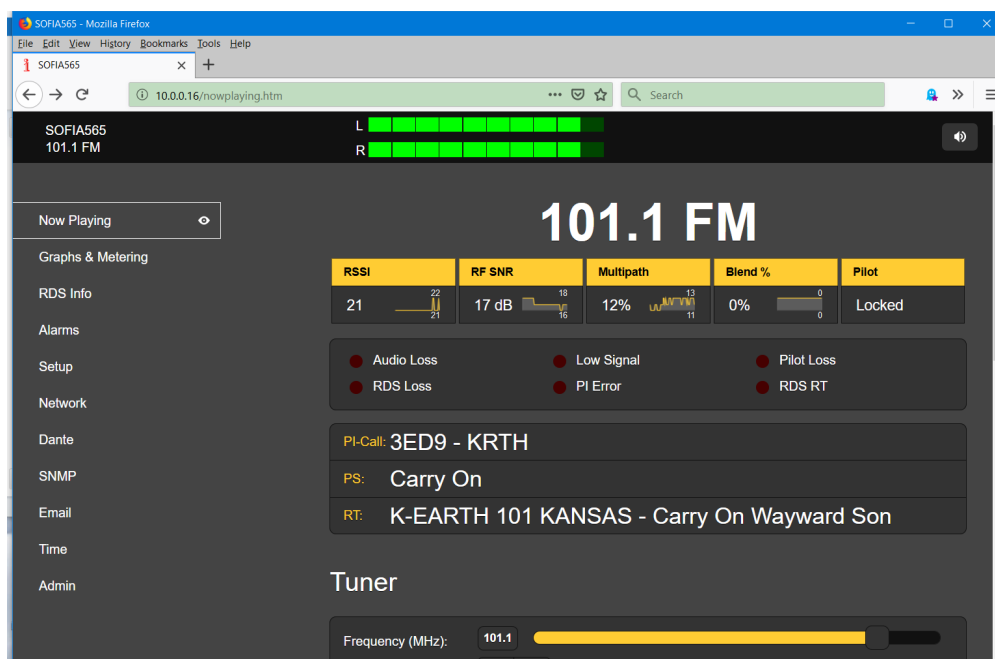 SOFIA565 - Mozilla Firefox
File Edit View History Bookmarks Tools Help
SOFIA565
10.0.0.16/nowplaying.htm
Search
SOFIA565
101.1 FM
L
R
Now Playing
Graphs & Metering
RDS Info
Alarms
Setup
Network
Dante
SNMP
Email
Time
Admin
101.1 FM
RSSI RF SNR Multipath Blend % Pilot
21 22 21 17 dB 18 16 12% 13 11 0% 0 0 Locked
Audio Loss Low Signal Pilot Loss
RDS Loss PI Error RDS RT
PI-Call: 3ED9 - KRTH
PS: Carry On
RT: K-EARTH 101 KANSAS - Carry On Wayward Son
Tuner
Frequency (MHz): 101.1